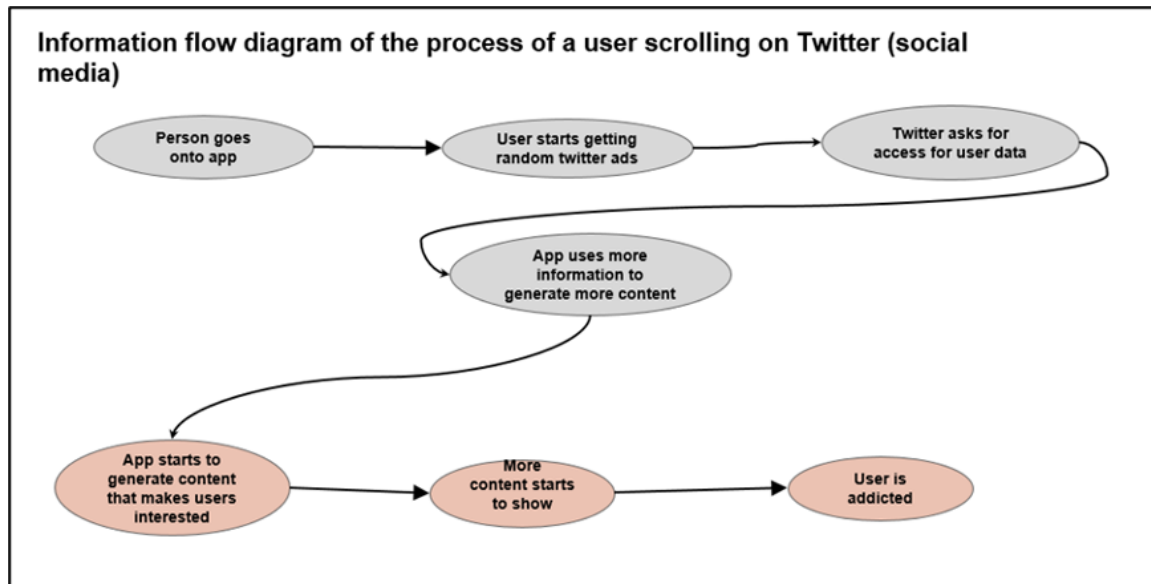 Information flow diagram of the process of a user scrolling on Twitter (social
media)
Person goes
onto app
User starts getting
random twitter ads
Twitter asks for
access for user data
App uses more
information to
generate more content
App starts to
generate content
that makes users
interested
More
content starts
to show
User is
addicted